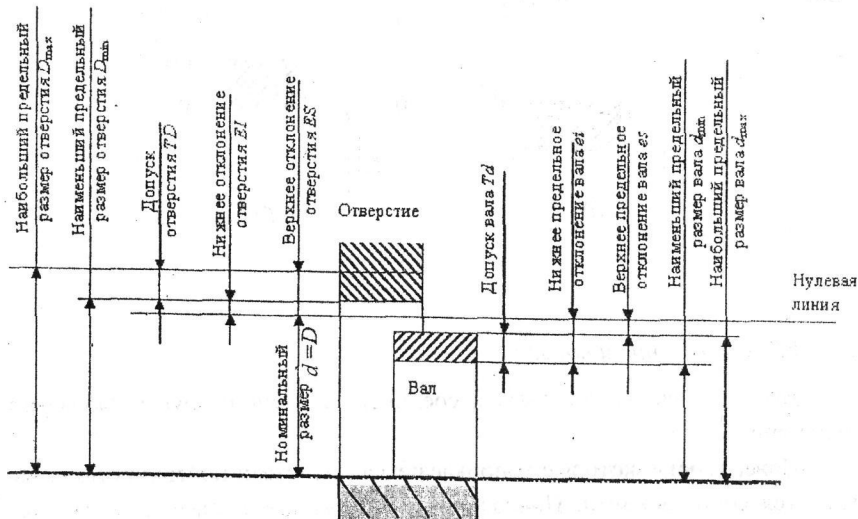 Наибольший предельный
размер отверстия Dmax
Наименьший предельный
размер отверстия Dmin
Допуск
отверстия TD
Нижнее отклонение
отверстия EI
Верхнее отклонение
отверстия ES
Номинальный
размер d=D
Отверстие
Вал
Допуск вала Td
Нижнее предельное
отклонение вала ei
Верхнее предельное
отклонение вала es
Наименьший предельный
размер вала dmin
Наибольший предельный
размер вала dmax
Нулевая
линия